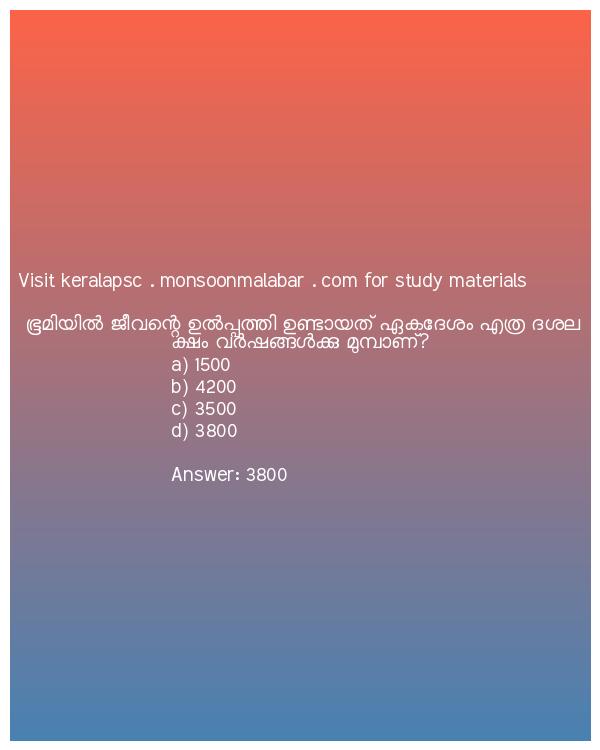 Visit keralapsc . monsoonmalabar . com for study materials
ഭൂമിയിൽ ജീവന്റെ ഉൽപ്പത്തി ഉണ്ടായത് ഏകദേശം എത്ര ദശല
ക്ഷം വർഷങ്ങൾക്കു മുമ്പാണ്?
a) 1500
b) 4200
c) 3500
d) 3800
Answer: 3800